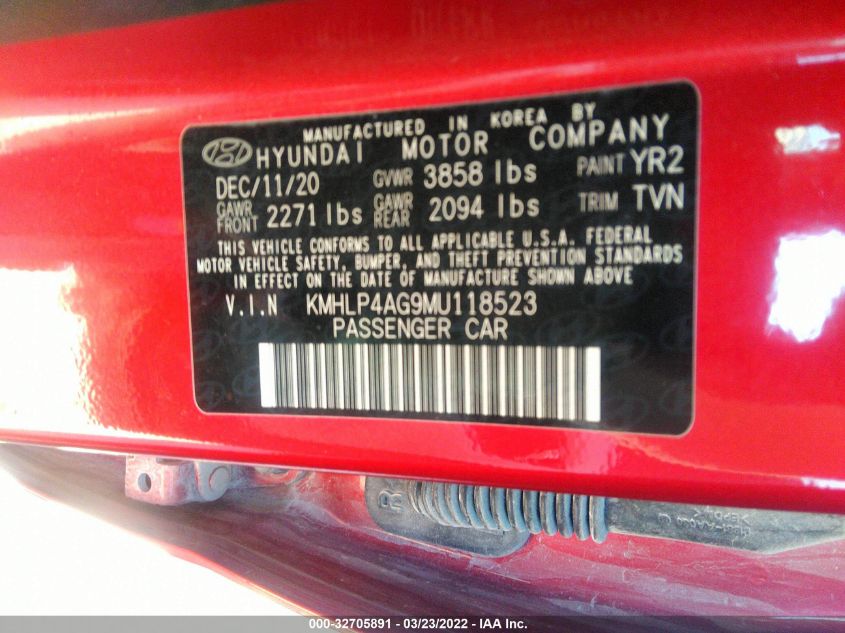 MANUFACTURED IN KOREA BY
HYUNDAI MOTOR COMPANY
DEC/11/20 GVWR 3858 lbs PAINT YR2
GAWR FRONT 2271 lbs GAWR REAR 2094 lbs TRIM TVN
THIS VEHICLE CONFORMS TO ALL APPLICABLE U.S.A. FEDERAL
MOTOR VEHICLE SAFETY, BUMPER, AND THEFT PREVENTION STANDARDS
IN EFFECT ON THE DATE OF MANUFACTURE SHOWN ABOVE
V.I.N KMHLP4AG9MU118523
PASSENGER CAR
R
000-32705891 - 03/23/2022 - IAA Inc.